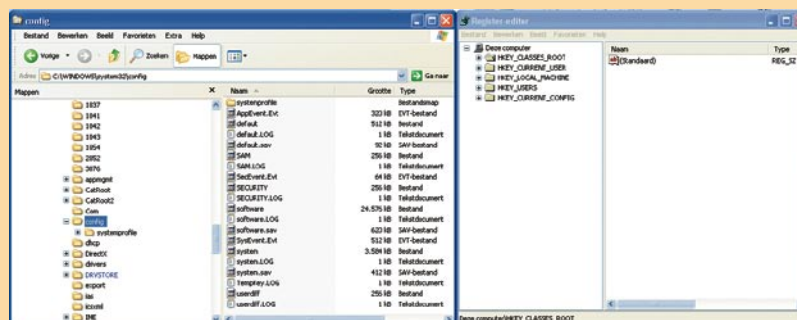 config
Bestand Bewerken Beeld Favorieten Extra Help
Vorige Zoeken Mappen
Adres C:\WINDOWS\system32\config Ga naar
Mappen
1037
1041
1042
1043
1054
2052
3076
appmgmt
CatRoot
CatRoot2
Com
config
systemprofile
dhcp
DirectX
drivers
DRVSTORE
export
ias
icsxml
IME
Naam Grootte Type
systemprofile Bestandsmap
AppEvent.Evt 320 kB EVT-bestand
default 512 kB Bestand
default.LOG 1 kB Tekstdocument
default.sav 92 kB SAV-bestand
SAM 256 kB Bestand
SAM.LOG 1 kB Tekstdocument
SecEvent.Evt 64 kB EVT-bestand
SECURITY 256 kB Bestand
SECURITY.LOG 1 kB Tekstdocument
software 24.576 kB Bestand
software.LOG 1 kB Tekstdocument
software.sav 620 kB SAV-bestand
SysEvent.Evt 512 kB EVT-bestand
system 3.584 kB Bestand
system.LOG 1 kB Tekstdocument
system.sav 412 kB SAV-bestand
TempKey.LOG 1 kB Tekstdocument
userdiff 256 kB Bestand
userdiff.LOG 1 kB Tekstdocument
Register-editor
Bestand Bewerken Beeld Favorieten Help
Deze computer
HKEY_CLASSES_ROOT
HKEY_CURRENT_USER
HKEY_LOCAL_MACHINE
HKEY_USERS
HKEY_CURRENT_CONFIG
Naam Type
(Standaard) REG_SZ
Deze computer\HKEY_CLASSES_ROOT